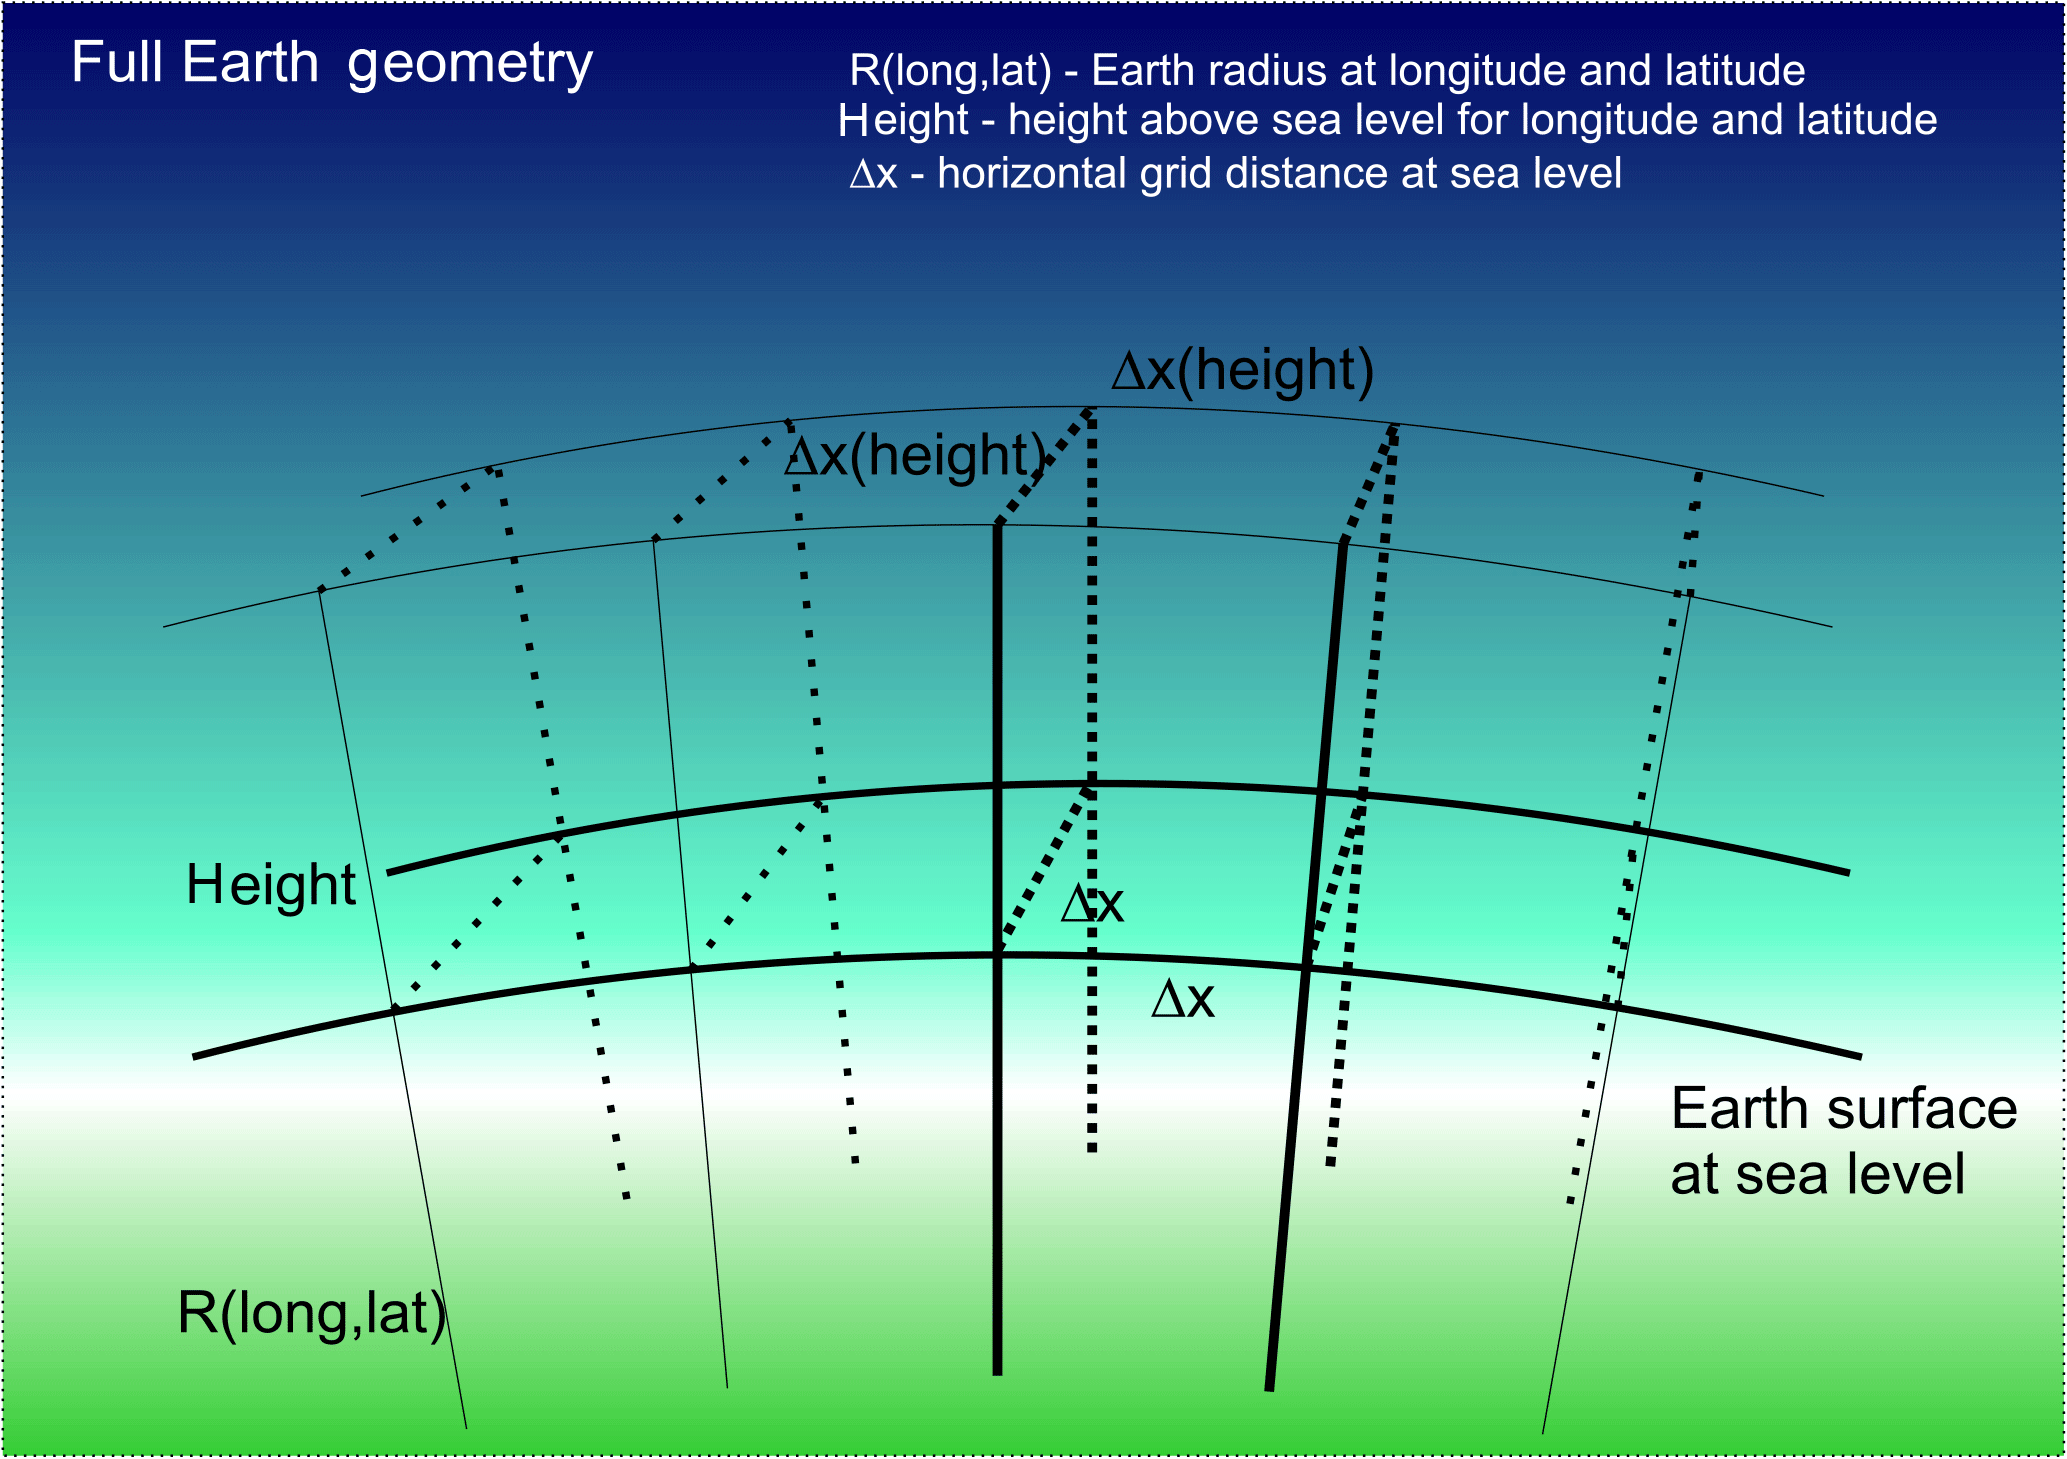 Full Earth geometry
R(long,lat) - Earth radius at longitude and latitude
Height - height above sea level for longitude and latitude
Δx - horizontal grid distance at sea level
Δx(height)
Δx(height)
Height
Δx
Δx
Earth surface
at sea level
R(long,lat)